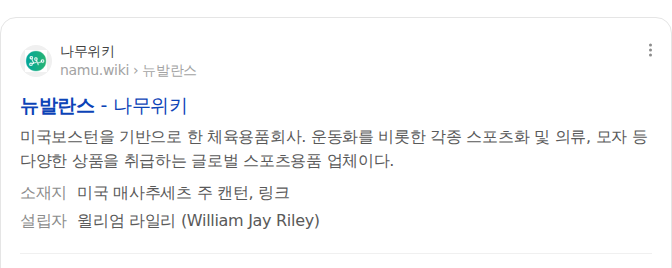 나무위키
namu.wiki › 뉴발란스
뉴발란스 - 나무위키
미국보스턴을 기반으로 한 체육용품회사. 운동화를 비롯한 각종 스포츠화 및 의류, 모자 등
다양한 상품을 취급하는 글로벌 스포츠용품 업체이다.
소재지 미국 매사추세츠 주 캔턴, 링크
설립자 윌리엄 라일리 (William Jay Riley)